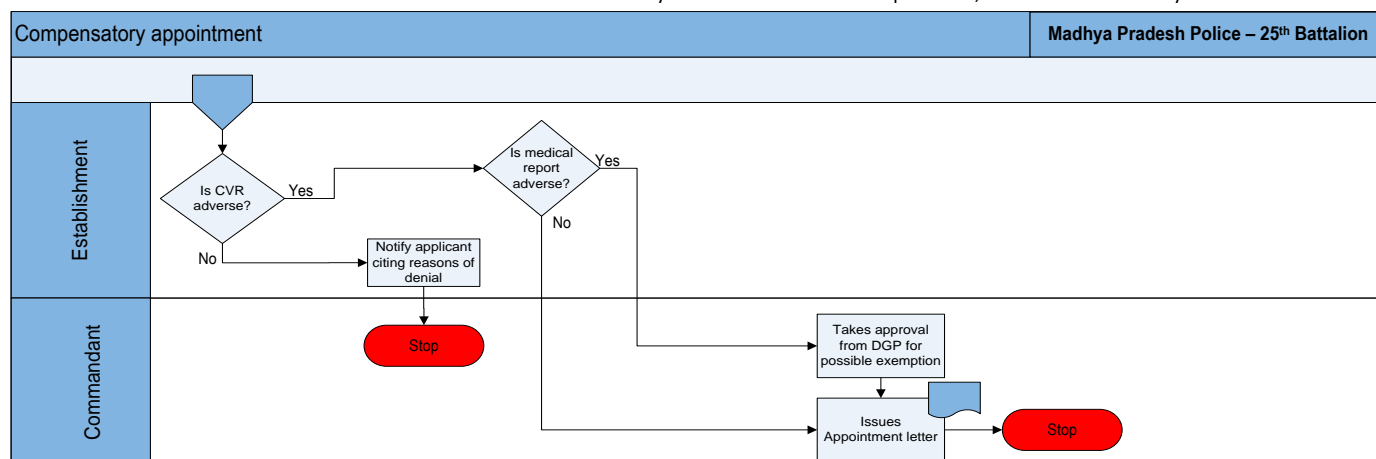 Compensatory appointment
Madhya Pradesh Police – 25th Battalion
Establishment
Is CVR
adverse?
Yes
No
Is medical
report
adverse?
Yes
No
Notify applicant
citing reasons of
denial
Commandant
Stop
Takes approval
from DGP for
possible exemption
Issues
Appointment letter
Stop